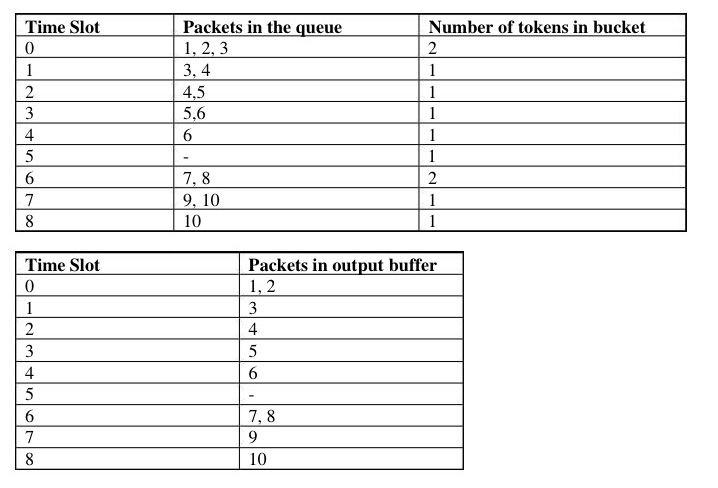 Time Slot Packets in the queue Number of tokens in bucket
0 1, 2, 3 2
1 3, 4 1
2 4,5 1
3 5,6 1
4 6 1
5 - 1
6 7, 8 2
7 9, 10 1
8 10 1
Time Slot Packets in output buffer
0 1, 2
1 3
2 4
3 5
4 6
5 -
6 7, 8
7 9
8 10